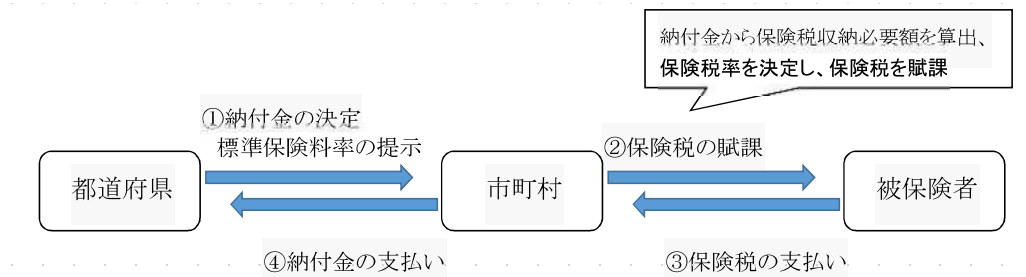 納付金から保険税収納必要額を算出、
保険税率を決定し、保険税を賦課
①納付金の決定
標準保険料率の提示
②保険税の賦課
都道府県
市町村
被保険者
④納付金の支払い
③保険税の支払い